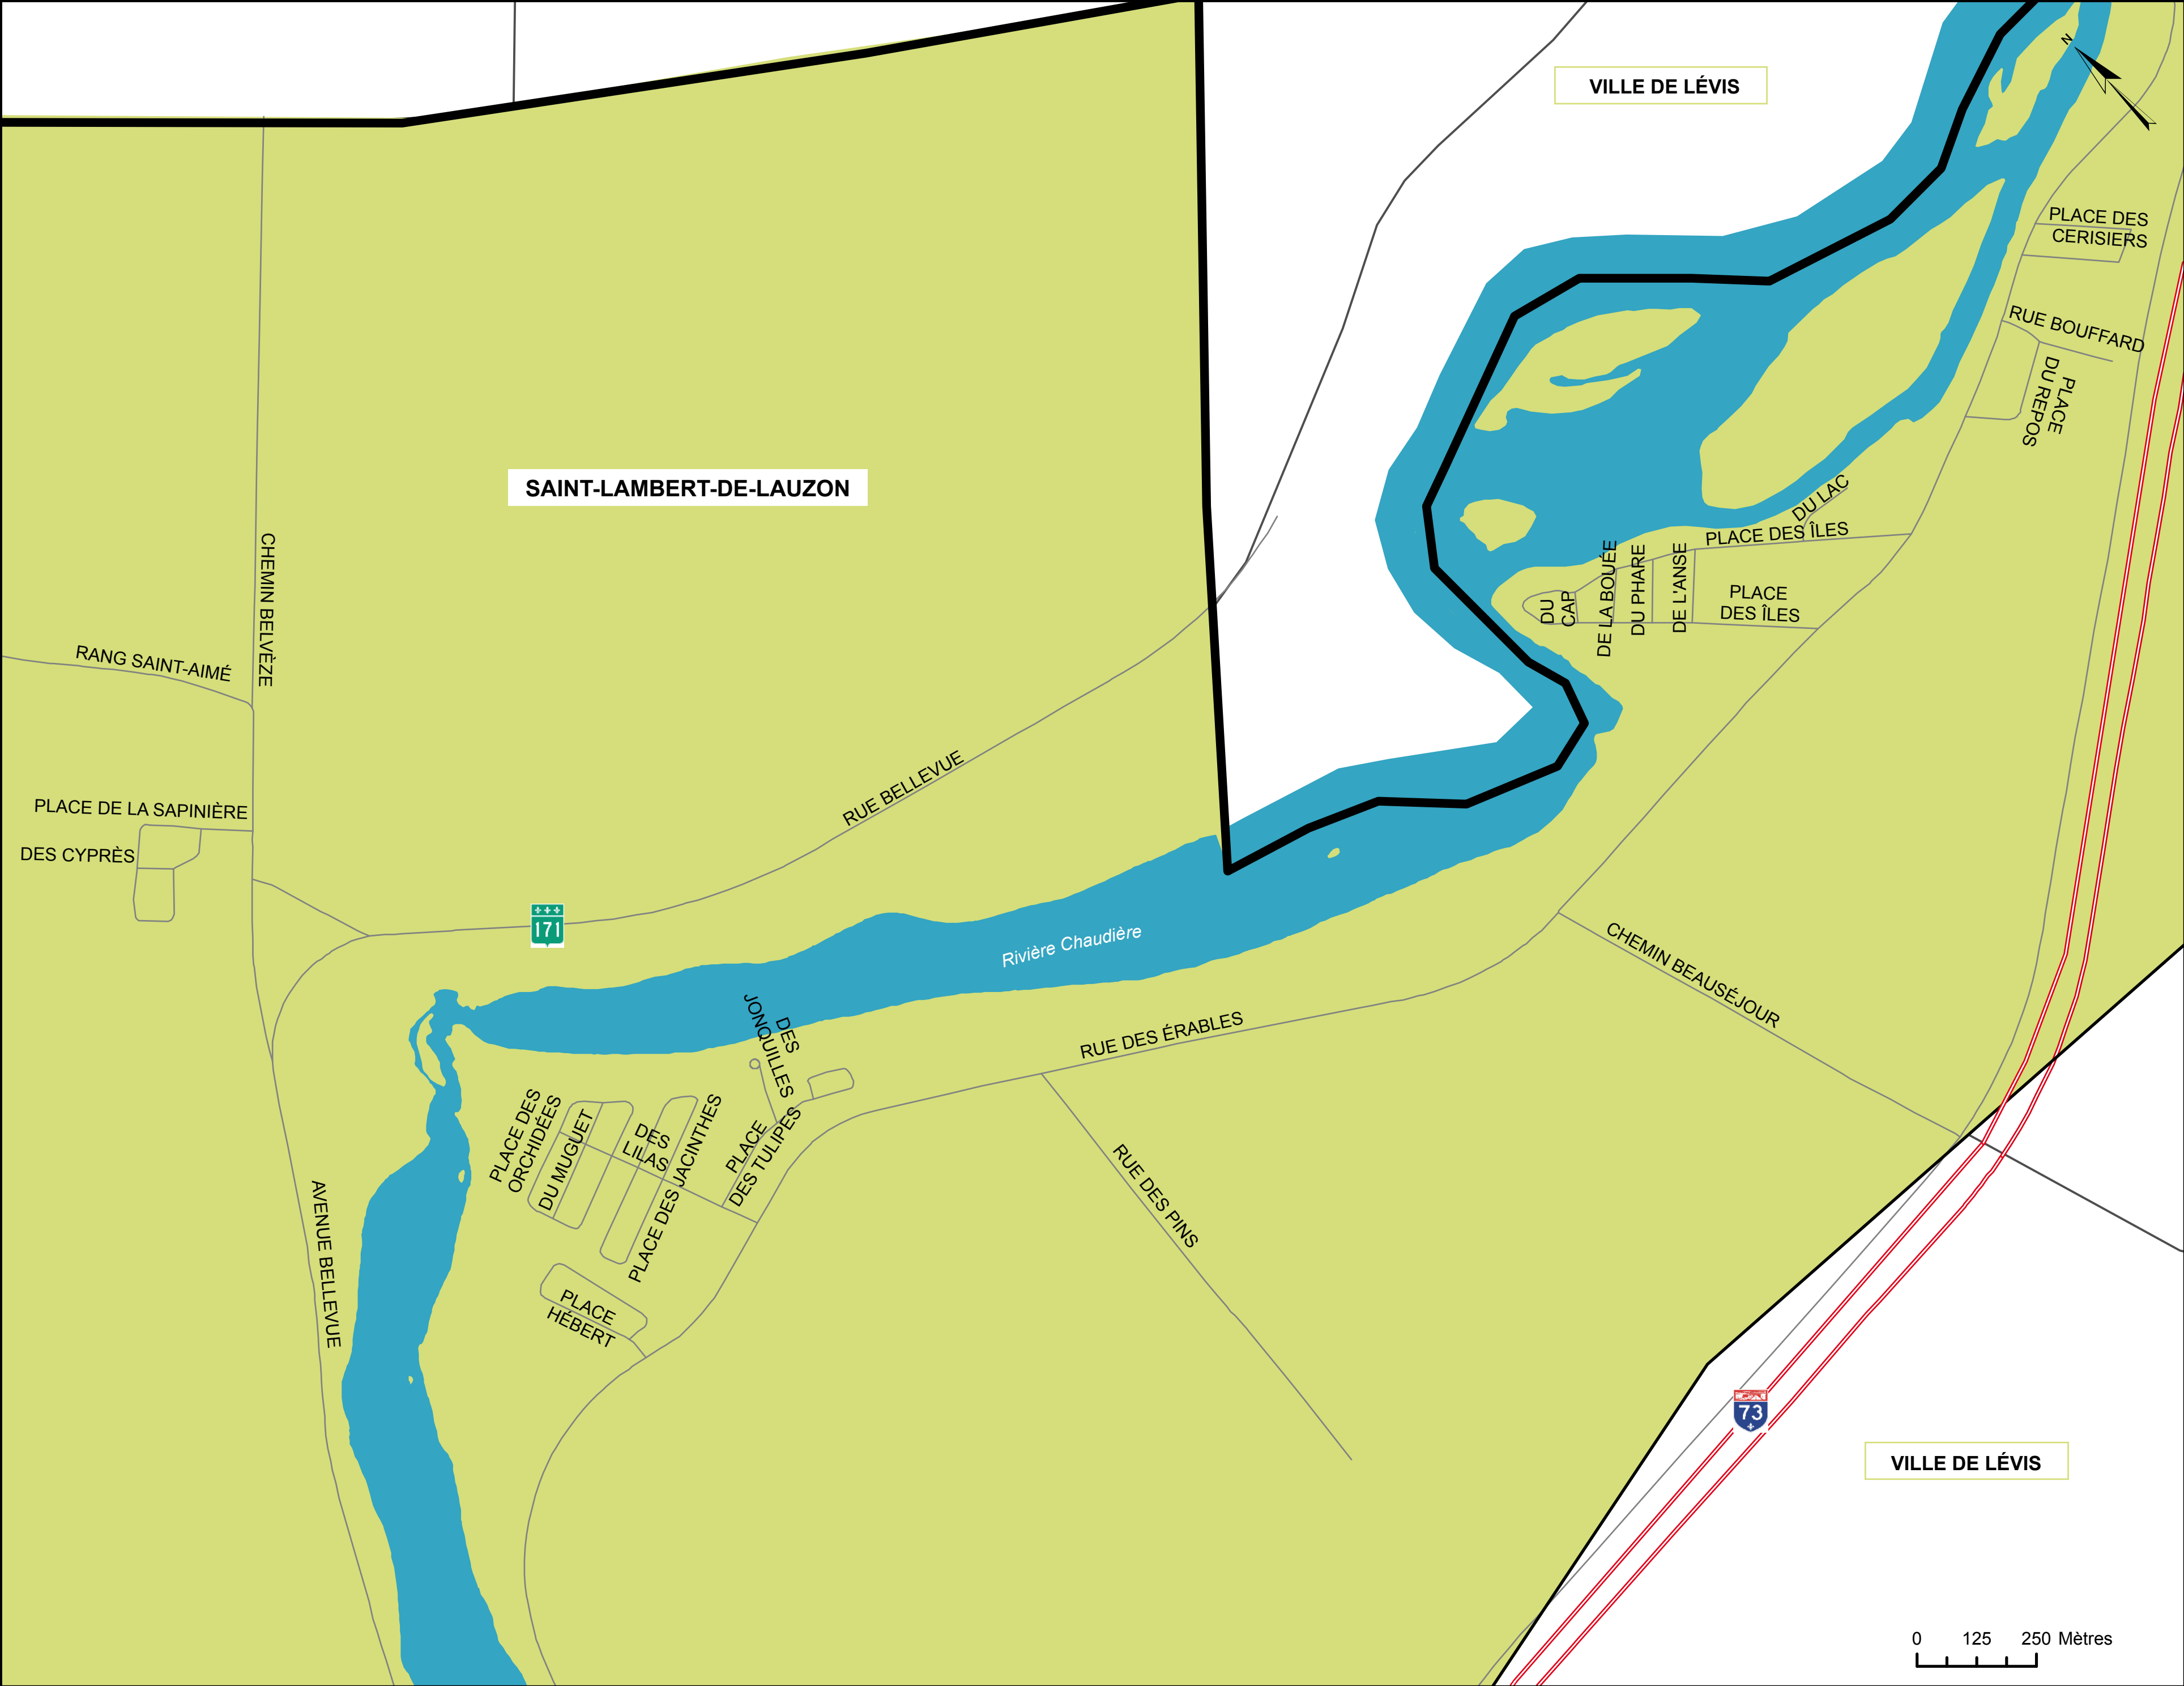 N
VILLE DE LÉVIS
PLACE DES
CERISIERS
RUE BOUFFARD
PLACE
DU REPOS
SAINT-LAMBERT-DE-LAUZON
DU LAC
PLACE DES ÎLES
CHEMIN BELVÈZE
DU
CAP
DE LA BOUÉE
DU PHARE
DE L'ANSE
PLACE
DES ÎLES
RANG SAINT-AIMÉ
RUE BELLEVUE
PLACE DE LA SAPINIÈRE
DES CYPRÈS
171
Rivière Chaudière
CHEMIN BEAUSÉJOUR
DES
JONQUILLES
RUE DES ÉRABLES
PLACE DES
ORCHIDÉES
DU MUGUET
DES
LILAS
PLACE DES JACINTHES
PLACE
DES TULIPES
RUE DES PINS
AVENUE BELLEVUE
PLACE
HÉBERT
73
VILLE DE LÉVIS
0 125 250 Mètres